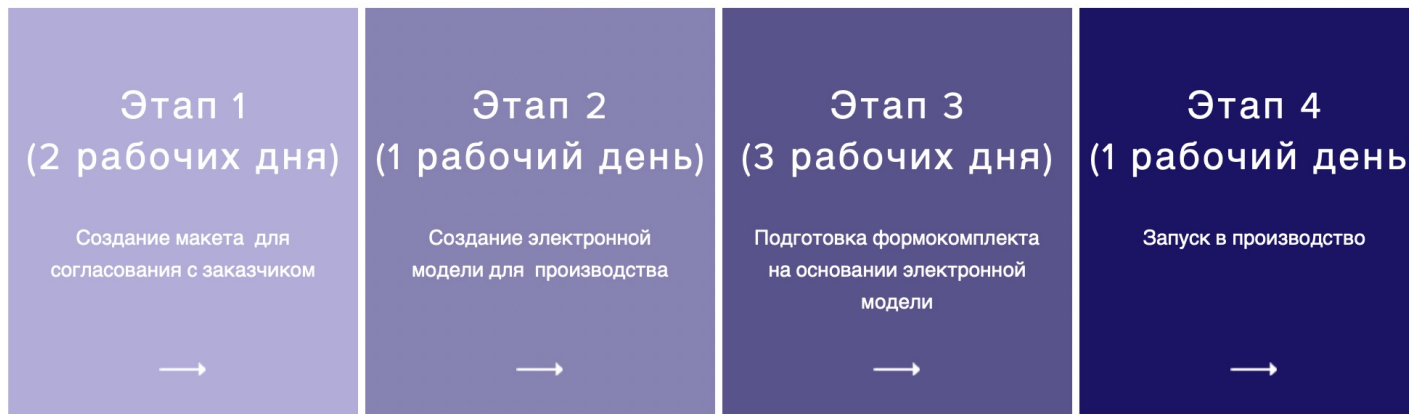 Этап 1
(2 рабочих дня)
Создание макета для
согласования с заказчиком
Этап 2
(1 рабочий день)
Создание электронной
модели для производства
Этап 3
(3 рабочих дня)
Подготовка формокомплекта
на основании электронной
модели
Этап 4
(1 рабочий день
Запуск в производство